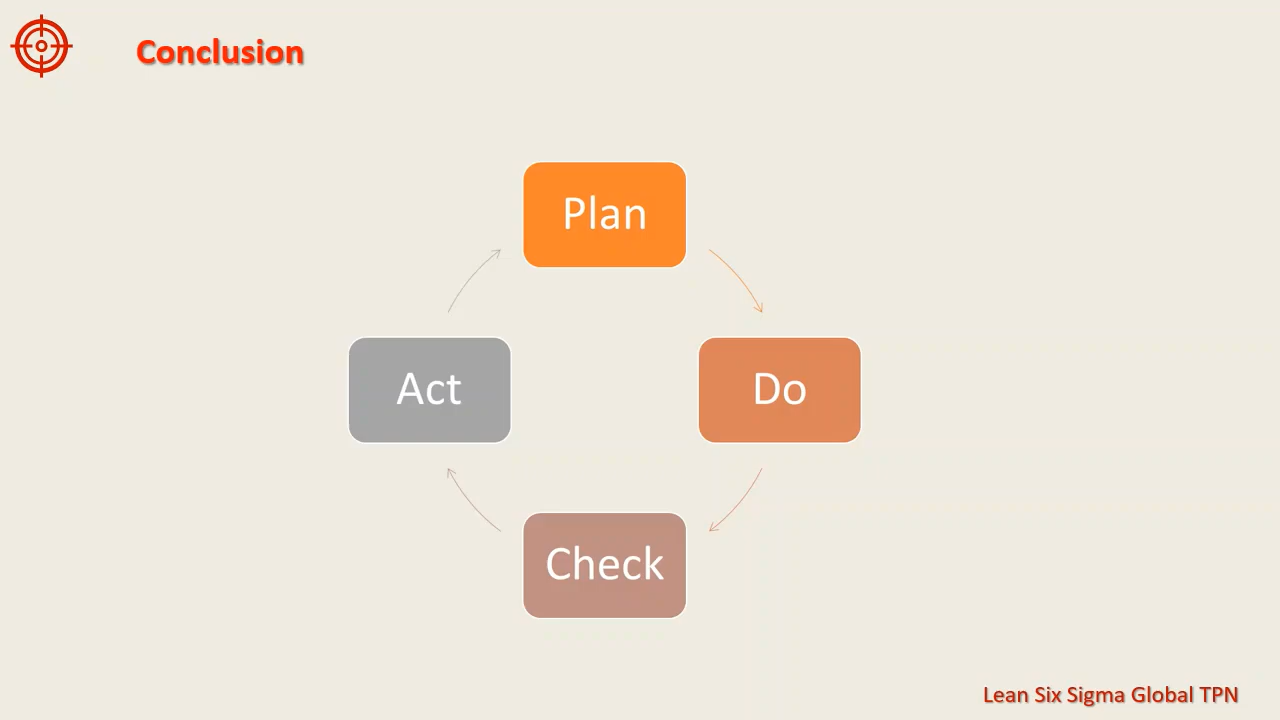 Conclusion
Plan
Do
Check
Act
Lean Six Sigma Global TPN